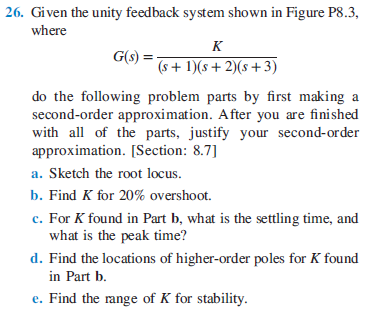 26. Given the unity feedback system shown in Figure P8.3,
where
G(s) = K / (s + 1)(s + 2)(s + 3)
do the following problem parts by first making a
second-order approximation. After you are finished
with all of the parts, justify your second-order
approximation. [Section: 8.7]
a. Sketch the root locus.
b. Find K for 20% overshoot.
c. For K found in Part b, what is the settling time, and
what is the peak time?
d. Find the locations of higher-order poles for K found
in Part b.
e. Find the range of K for stability.